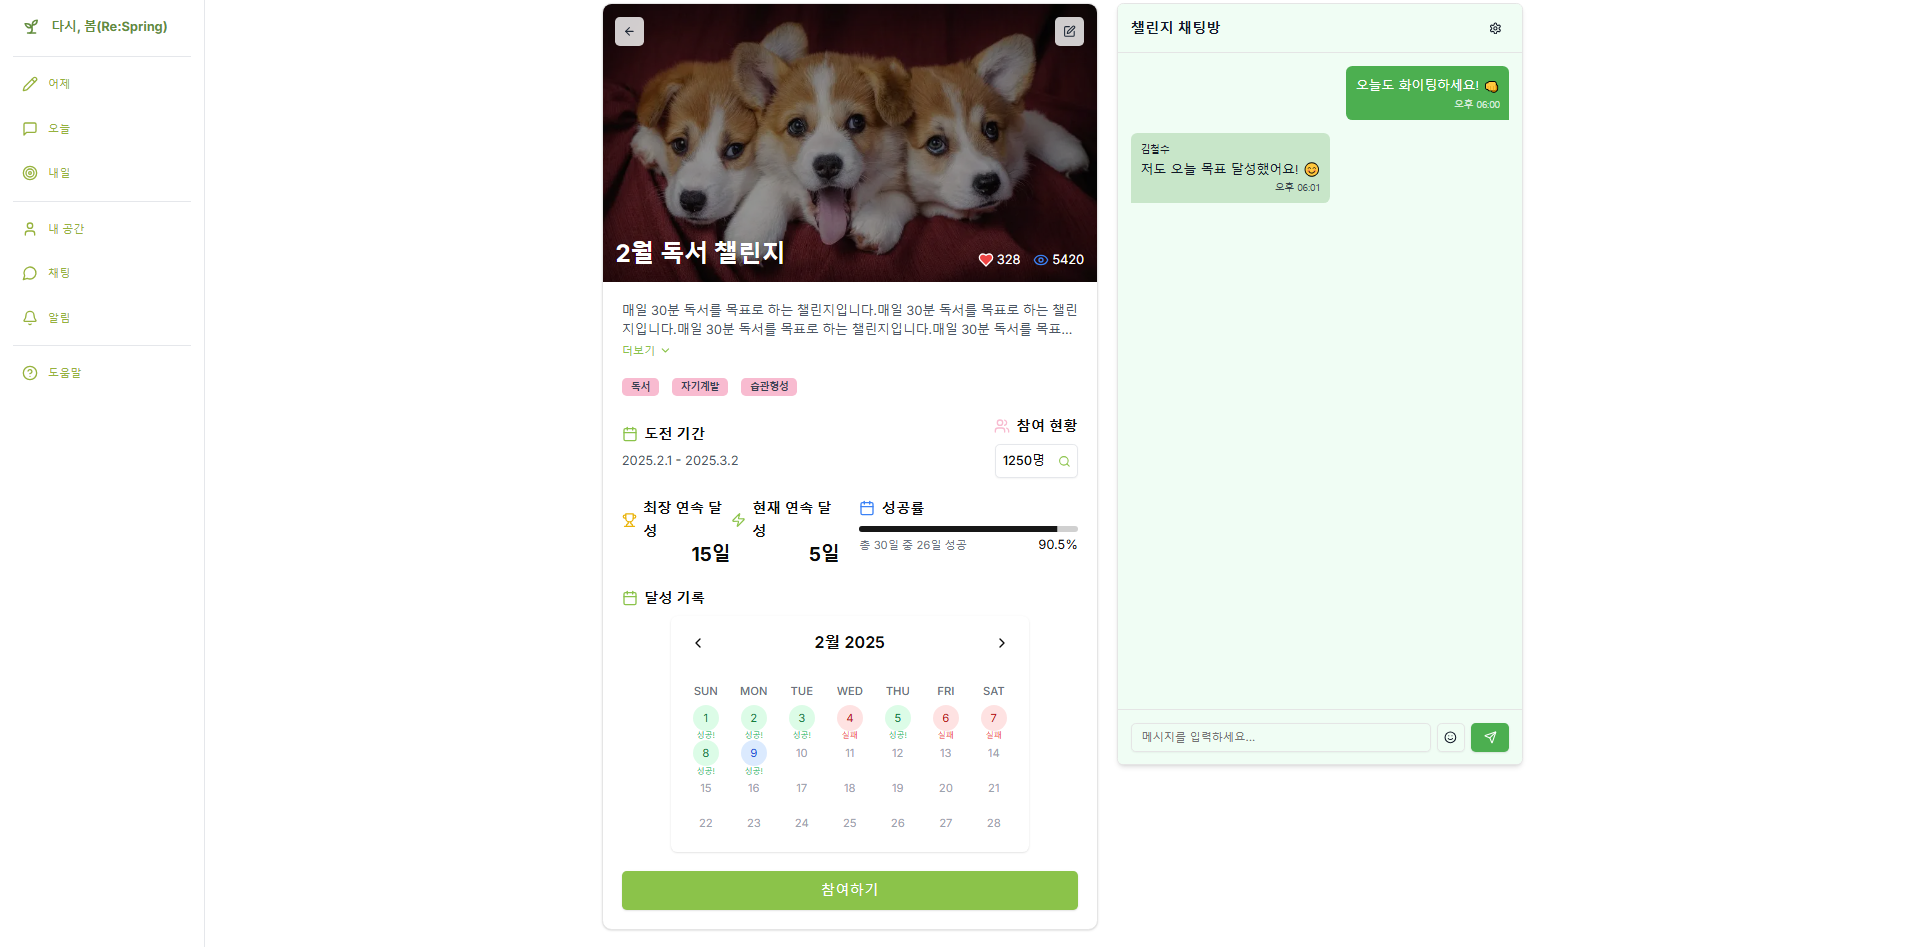 다시, 봄(Re:Spring)
어제
오늘
내일
내 공간
채팅
알림
도움말
2월 독서 챌린지
328
5420
매일 30분 독서를 목표로 하는 챌린지입니다.매일 30분 독서를 목표로 하는 챌린
지입니다.매일 30분 독서를 목표로 하는 챌린지입니다.매일 30분 독서를 목표...
더보기
독서 자기계발 습관형성
도전 기간
2025.2.1 - 2025.3.2
참여 현황
1250명
최장 연속 달
성
15일
현재 연속 달
성
5일
성공률
총 30일 중 26일 성공 90.5%
달성 기록
2월 2025
SUN MON TUE WED THU FRI SAT
1 2 3 4 5 6 7
성공! 성공! 성공! 실패 성공! 실패 실패
8 9 10 11 12 13 14
성공! 성공!
15 16 17 18 19 20 21
22 23 24 25 26 27 28
참여하기
챌린지 채팅방
오늘도 화이팅하세요! 👊
오후 06:00
김철수
저도 오늘 목표 달성했어요! 😊
오후 06:01
메시지를 입력하세요...